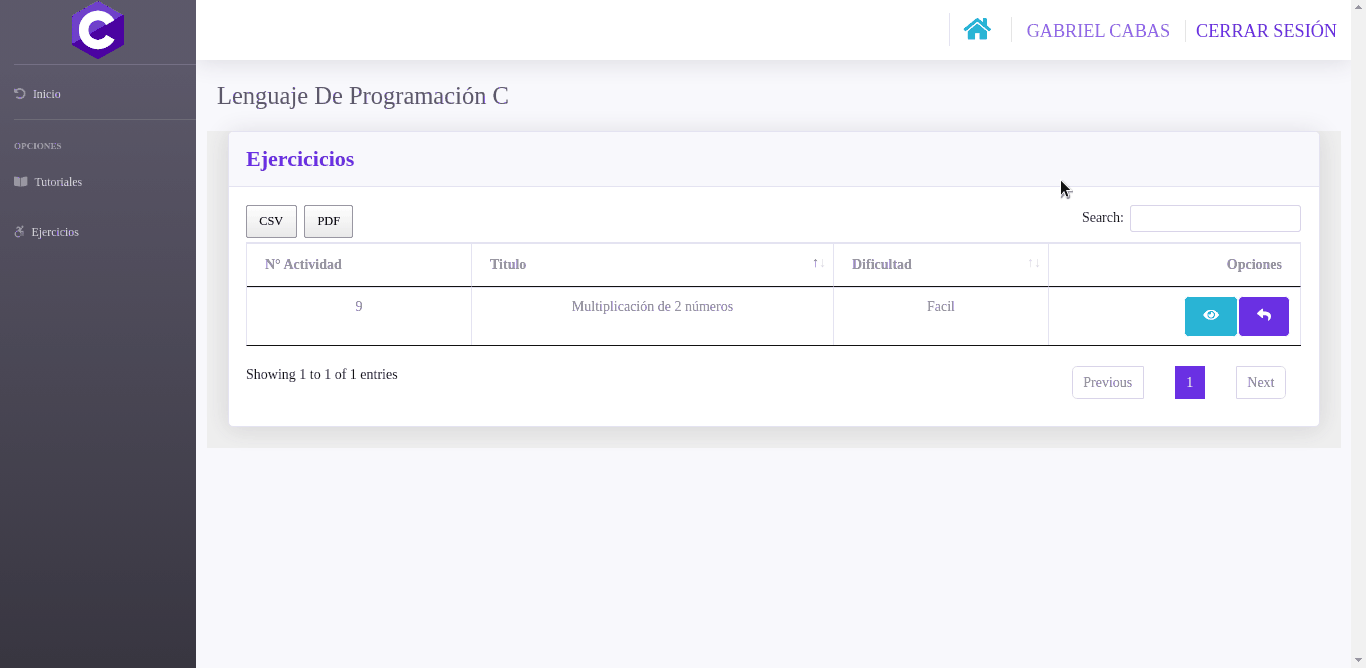 C
GABRIEL CABAS
CERRAR SESIÓN
Inicio
OPCIONES
Tutoriales
Ejercicios
Lenguaje De Programación C
Ejercicicios
CSV PDF
Search:
N° Actividad Titulo Dificultad Opciones
9 Multiplicación de 2 números Facil
Showing 1 to 1 of 1 entries
Previous 1 Next